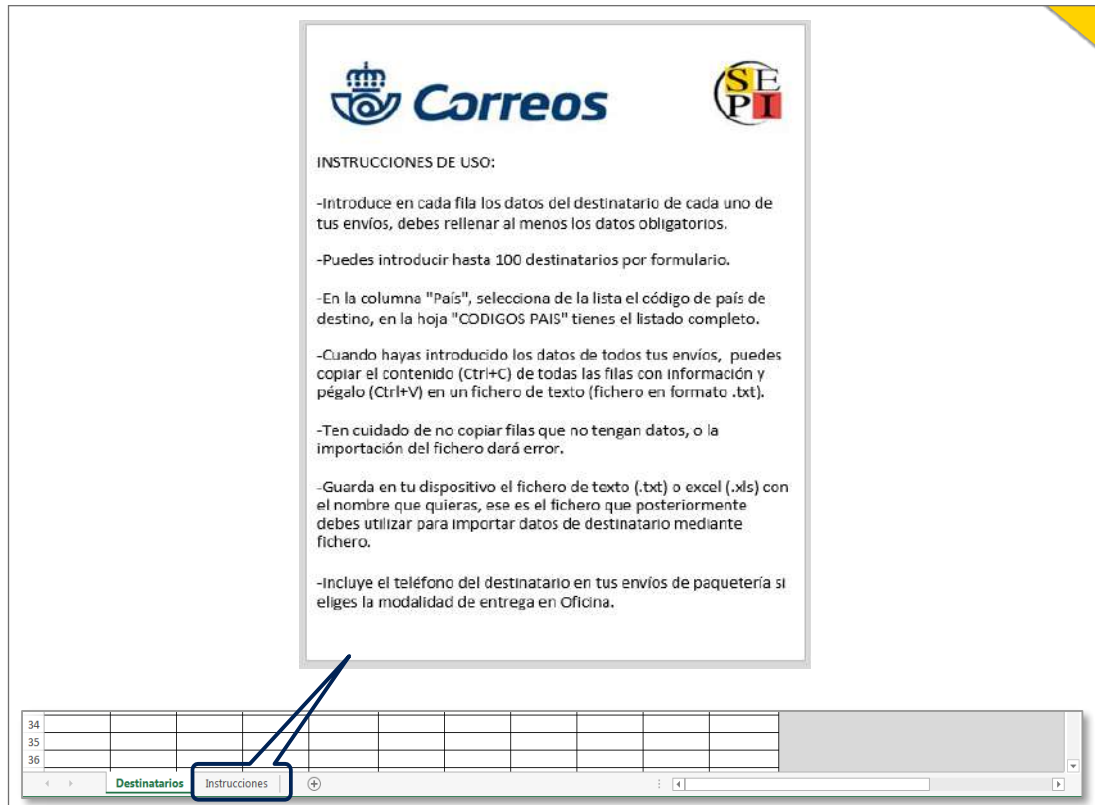 Correos
SE
PI
INSTRUCCIONES DE USO:
-Introduce en cada fila los datos del destinatario de cada uno de
tus envíos, debes rellenar al menos los datos obligatorios.
-Puedes introducir hasta 100 destinatarios por formulario.
-En la columna "País", selecciona de la lista el código de país de
destino, en la hoja "CODIGOS PAIS" tienes el listado completo.
-Cuando hayas introducido los datos de todos tus envíos, puedes
copiar el contenido (Ctrl+C) de todas las filas con información y
pégalo (Ctrl+V) en un fichero de texto (fichero en formato .txt).
-Ten cuidado de no copiar filas que no tengan datos, o la
importación del fichero dará error.
-Guarda en tu dispositivo el fichero de texto (.txt) o excel (.xls) con
el nombre que quieras, ese es el fichero que posteriormente
debes utilizar para importar datos de destinatario mediante
fichero.
-Incluye el teléfono del destinatario en tus envíos de paquetería si
eliges la modalidad de entrega en Oficina.
34
35
36
Destinatarios Instrucciones